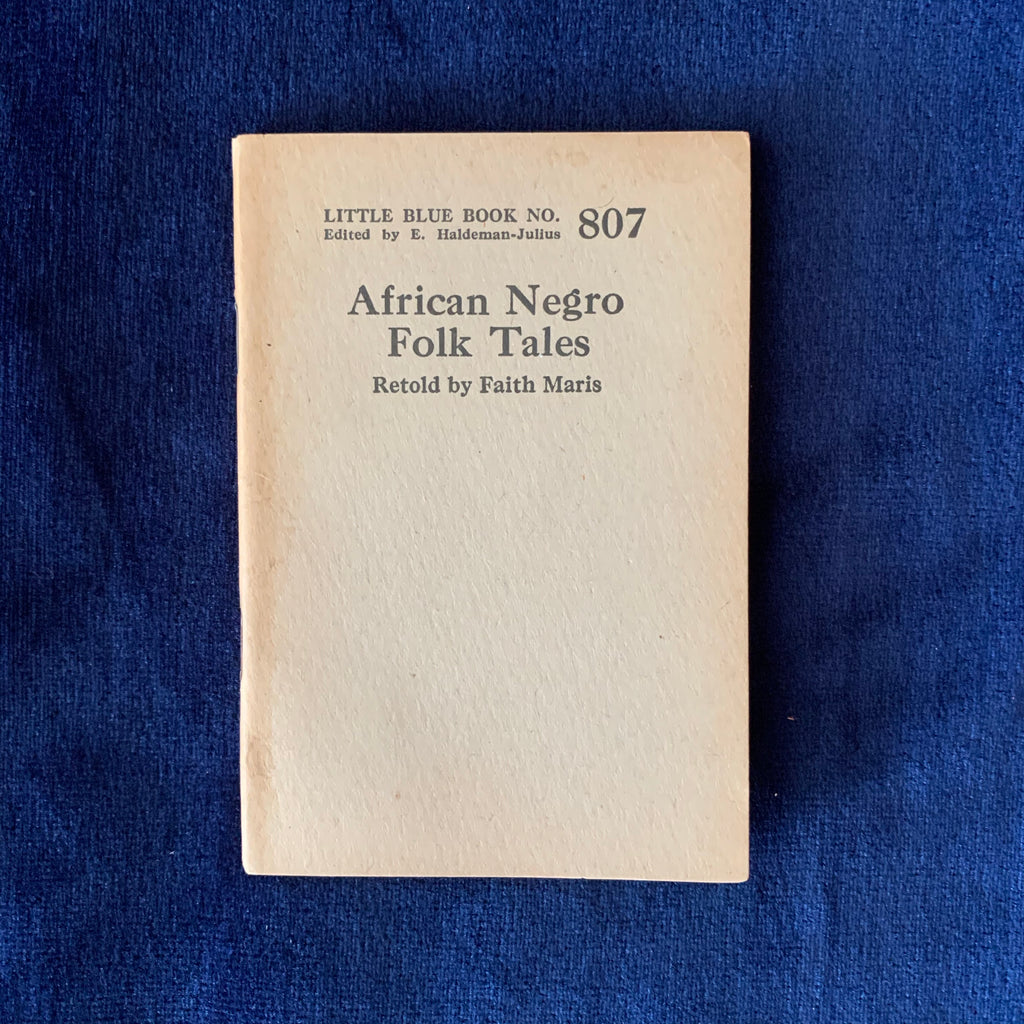 LITTLE BLUE BOOK NO. 807
Edited by E. Haldeman-Julius
African Negro
Folk Tales
Retold by Faith Maris